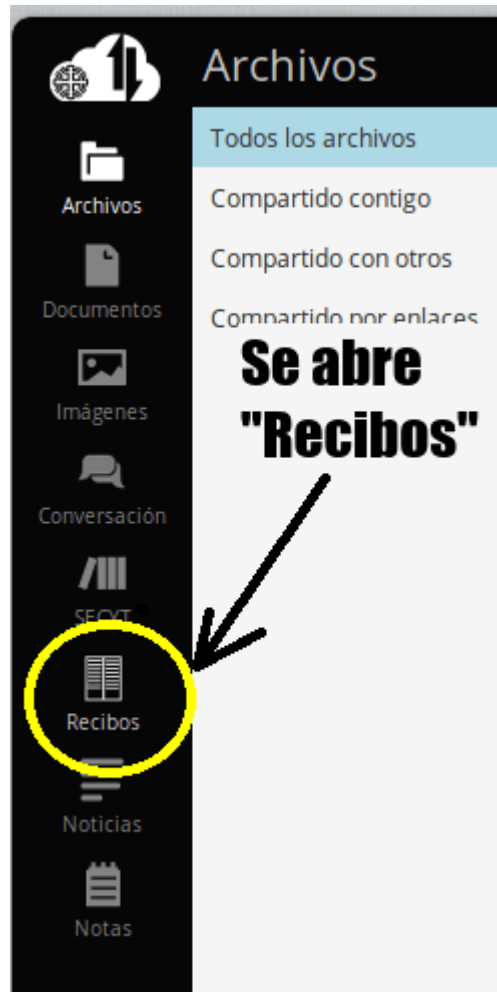 Archivos
Todos los archivos
Archivos
Compartido contigo
Compartido con otros
Documentos
Compartido por enlaces
Se abre
"Recibos"
Imágenes
Conversación
SECYT
Recibos
Noticias
Notas